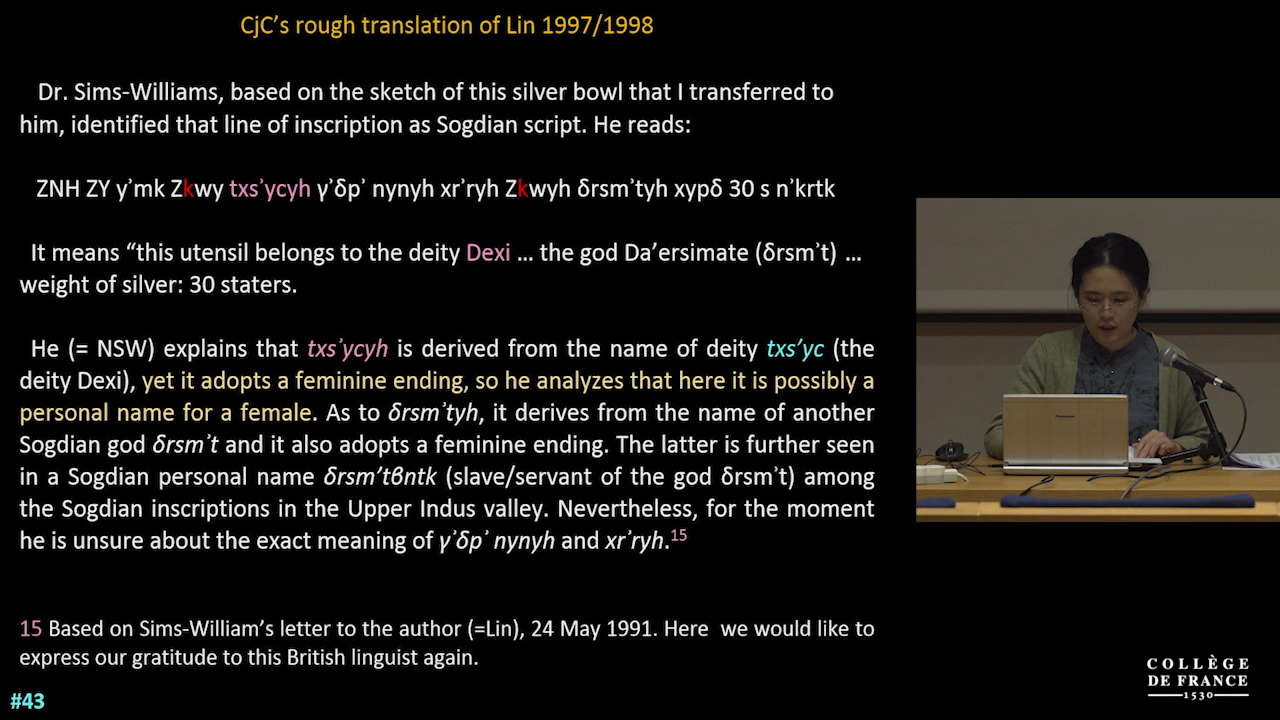 CjC's rough translation of Lin 1997/1998
Dr. Sims-Williams, based on the sketch of this silver bowl that I transferred to
him, identified that line of inscription as Sogdian script. He reads:
ZNH ZY y᾿mk Zkwy txs᾿ycyh γ᾿δp᾿ nynyh xr᾿ryh Zkwyh δrsm᾿tyh xypδ 30 s n᾿krtk
It means “this utensil belongs to the deity Dexi ... the god Da’ersimate (δrsm᾿t) ...
weight of silver: 30 staters.
He (= NSW) explains that txs᾿ycyh is derived from the name of deity txs’yc (the
deity Dexi), yet it adopts a feminine ending, so he analyzes that here it is possibly a
personal name for a female. As to δrsm᾿tyh, it derives from the name of another
Sogdian god δrsm᾿t and it also adopts a feminine ending. The latter is further seen
in a Sogdian personal name δrsm’tβntk (slave/servant of the god δrsm᾿t) among
the Sogdian inscriptions in the Upper Indus valley. Nevertheless, for the moment
he is unsure about the exact meaning of γ᾿δp᾿ nynyh and xr᾿ryh.15
15 Based on Sims-William’s letter to the author (=Lin), 24 May 1991. Here we would like to
express our gratitude to this British linguist again.
#43
Panasonic
COLLÈGE
DE FRANCE
1530